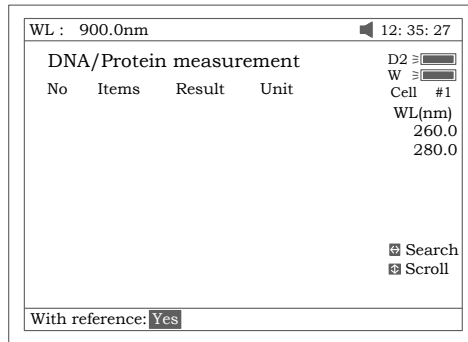 WL : 900.0nm 12: 35: 27
DNA/Protein measurement
No Items Result Unit
D2
W
Cell #1
WL(nm)
260.0
280.0
Search
Scroll
With reference: Yes